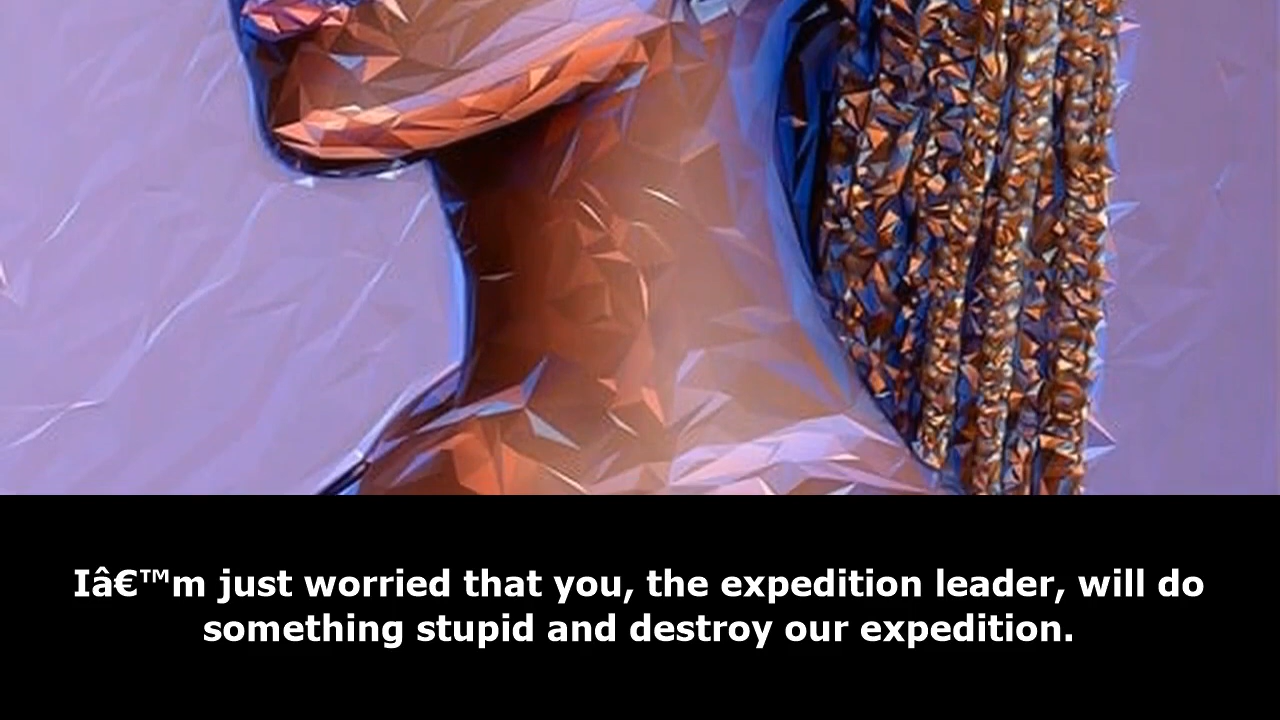 Iâ€™m just worried that you, the expedition leader, will do
something stupid and destroy our expedition.